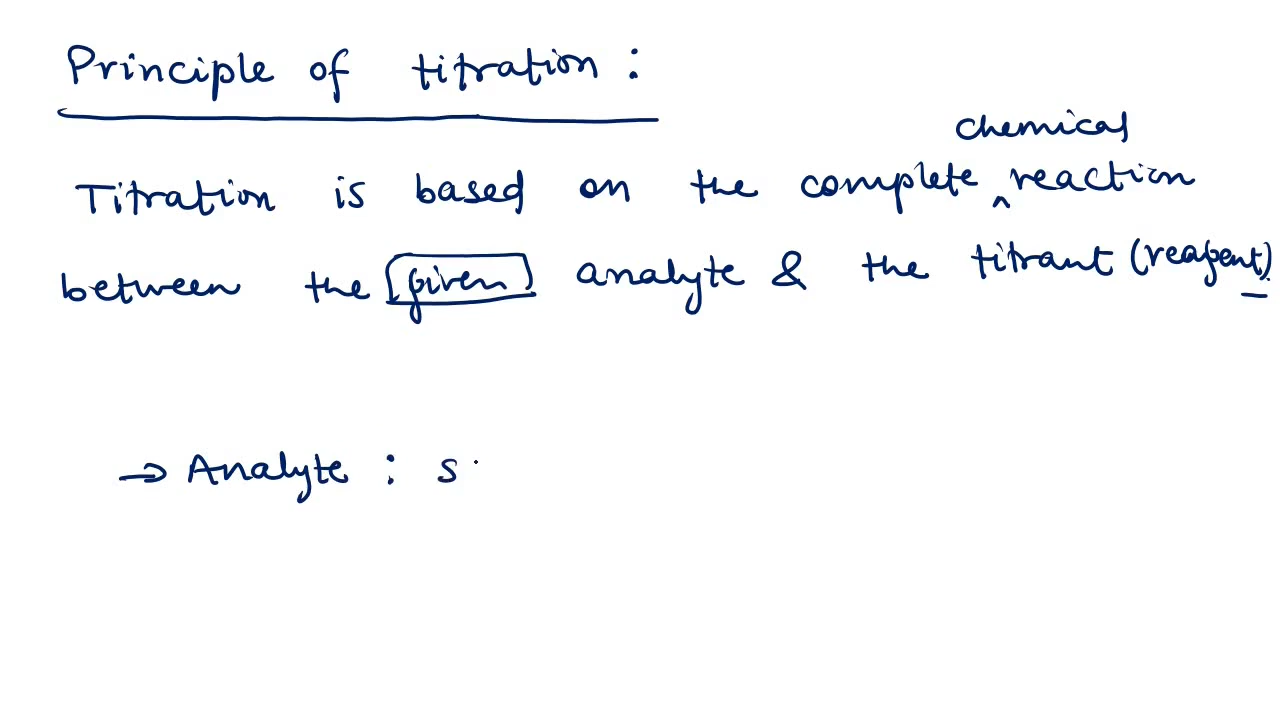 Principle of titration :
Titration is based on the complete ^ chemical reaction
between the given analyte & the titrant (reagent)
→ Analyte : s